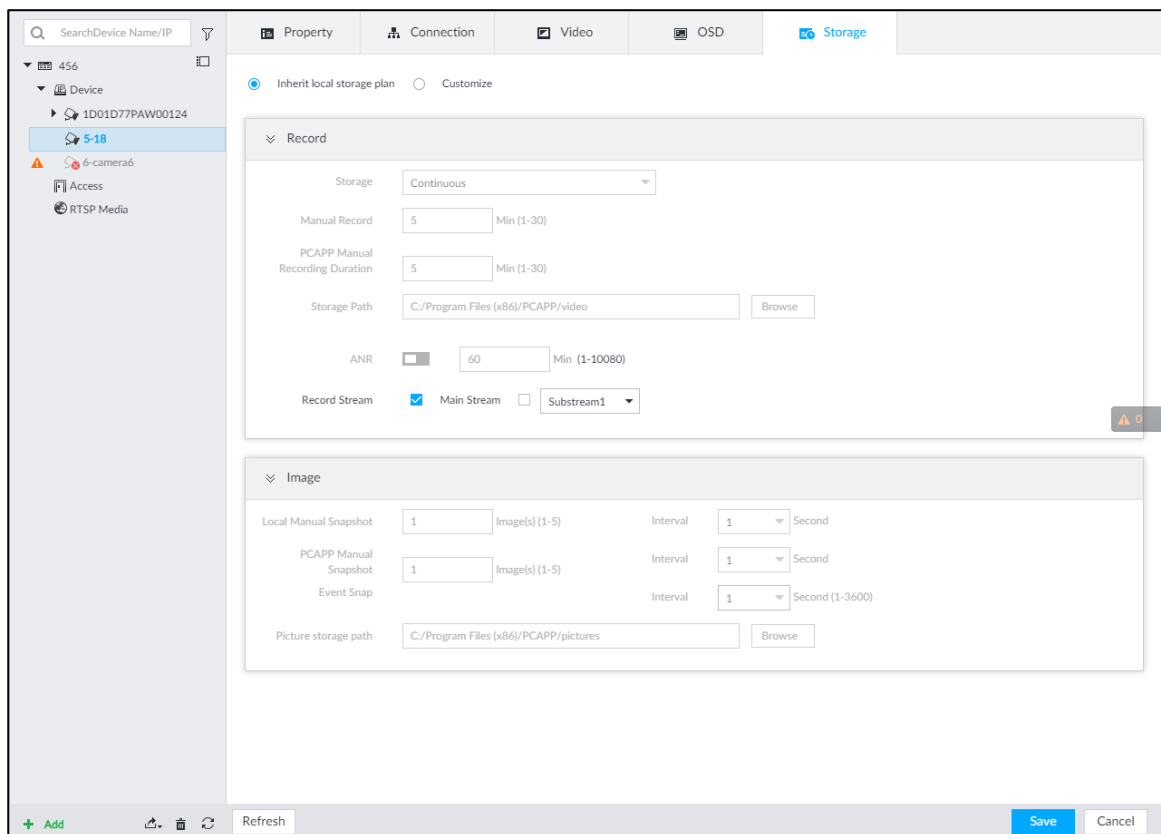 SearchDevice Name/IP
Property Connection Video OSD Storage
456
Device
1D01D77PAW00124
5-18
6-camera6
Access
RTSP Media
Inherit local storage plan Customize
Record
Storage Continuous
Manual Record 5 Min (1-30)
PCAPP Manual
Recording Duration 5 Min (1-30)
Storage Path C:/Program Files (x86)/PCAPP/video Browse
ANR 60 Min (1-10080)
Record Stream Main Stream Substream1
0
Image
Local Manual Snapshot 1 Image(s) (1-5) Interval 1 Second
PCAPP Manual
Snapshot 1 Image(s) (1-5) Interval 1 Second
Event Snap Interval 1 Second (1-3600)
Picture storage path C:/Program Files (x86)/PCAPP/pictures Browse
Add Refresh Save Cancel